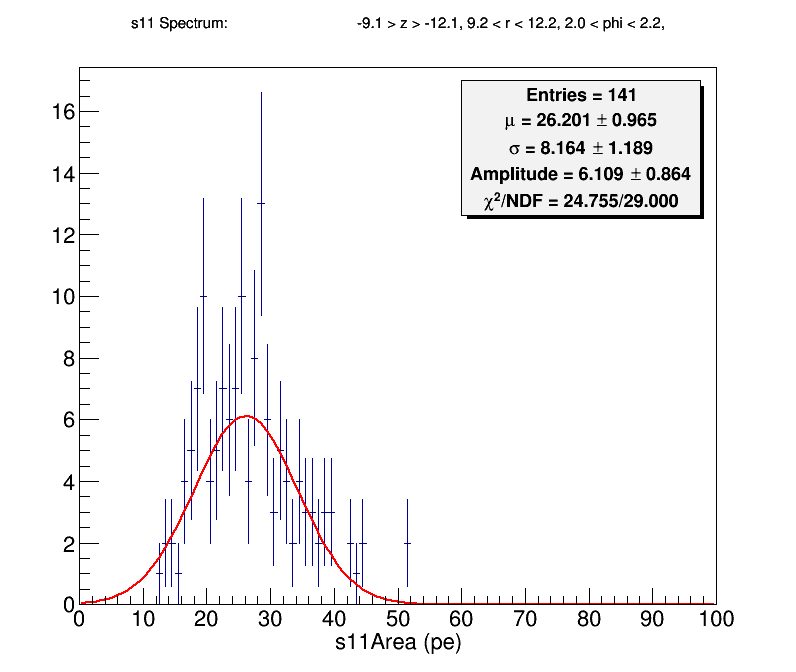 s11 Spectrum: -9.1 > z > -12.1, 9.2 < r < 12.2, 2.0 < phi < 2.2,
Entries = 141
μ = 26.201 ± 0.965
σ = 8.164 ± 1.189
Amplitude = 6.109 ± 0.864
χ²/NDF = 24.755/29.000
16
14
12
10
8
6
4
2
0
0 10 20 30 40 50 60 70 80 90 100
s11Area (pe)